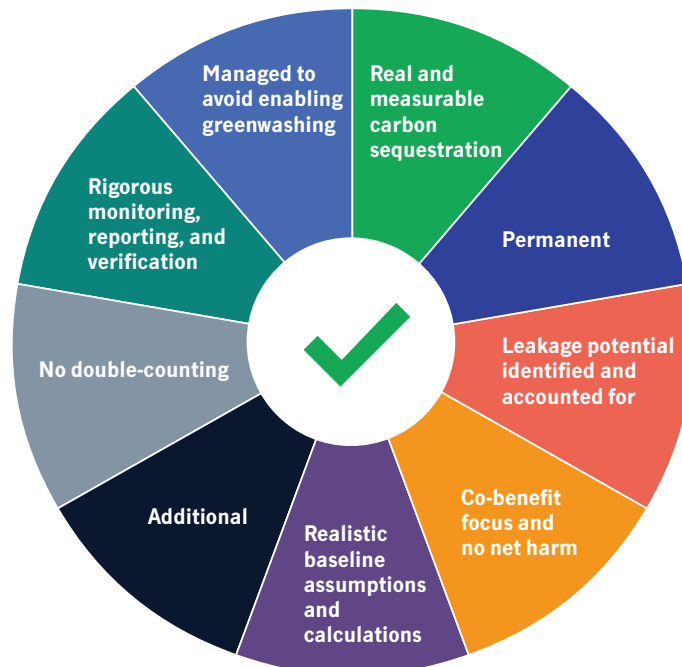 Managed to
avoid enabling
greenwashing
Real and
measurable
carbon
sequestration
Permanent
Leakage potential
identified and
accounted for
Co-benefit
focus and
no net harm
Realistic
baseline
assumptions
and
calculations
Additional
No double-counting
Rigorous
monitoring,
reporting, and
verification